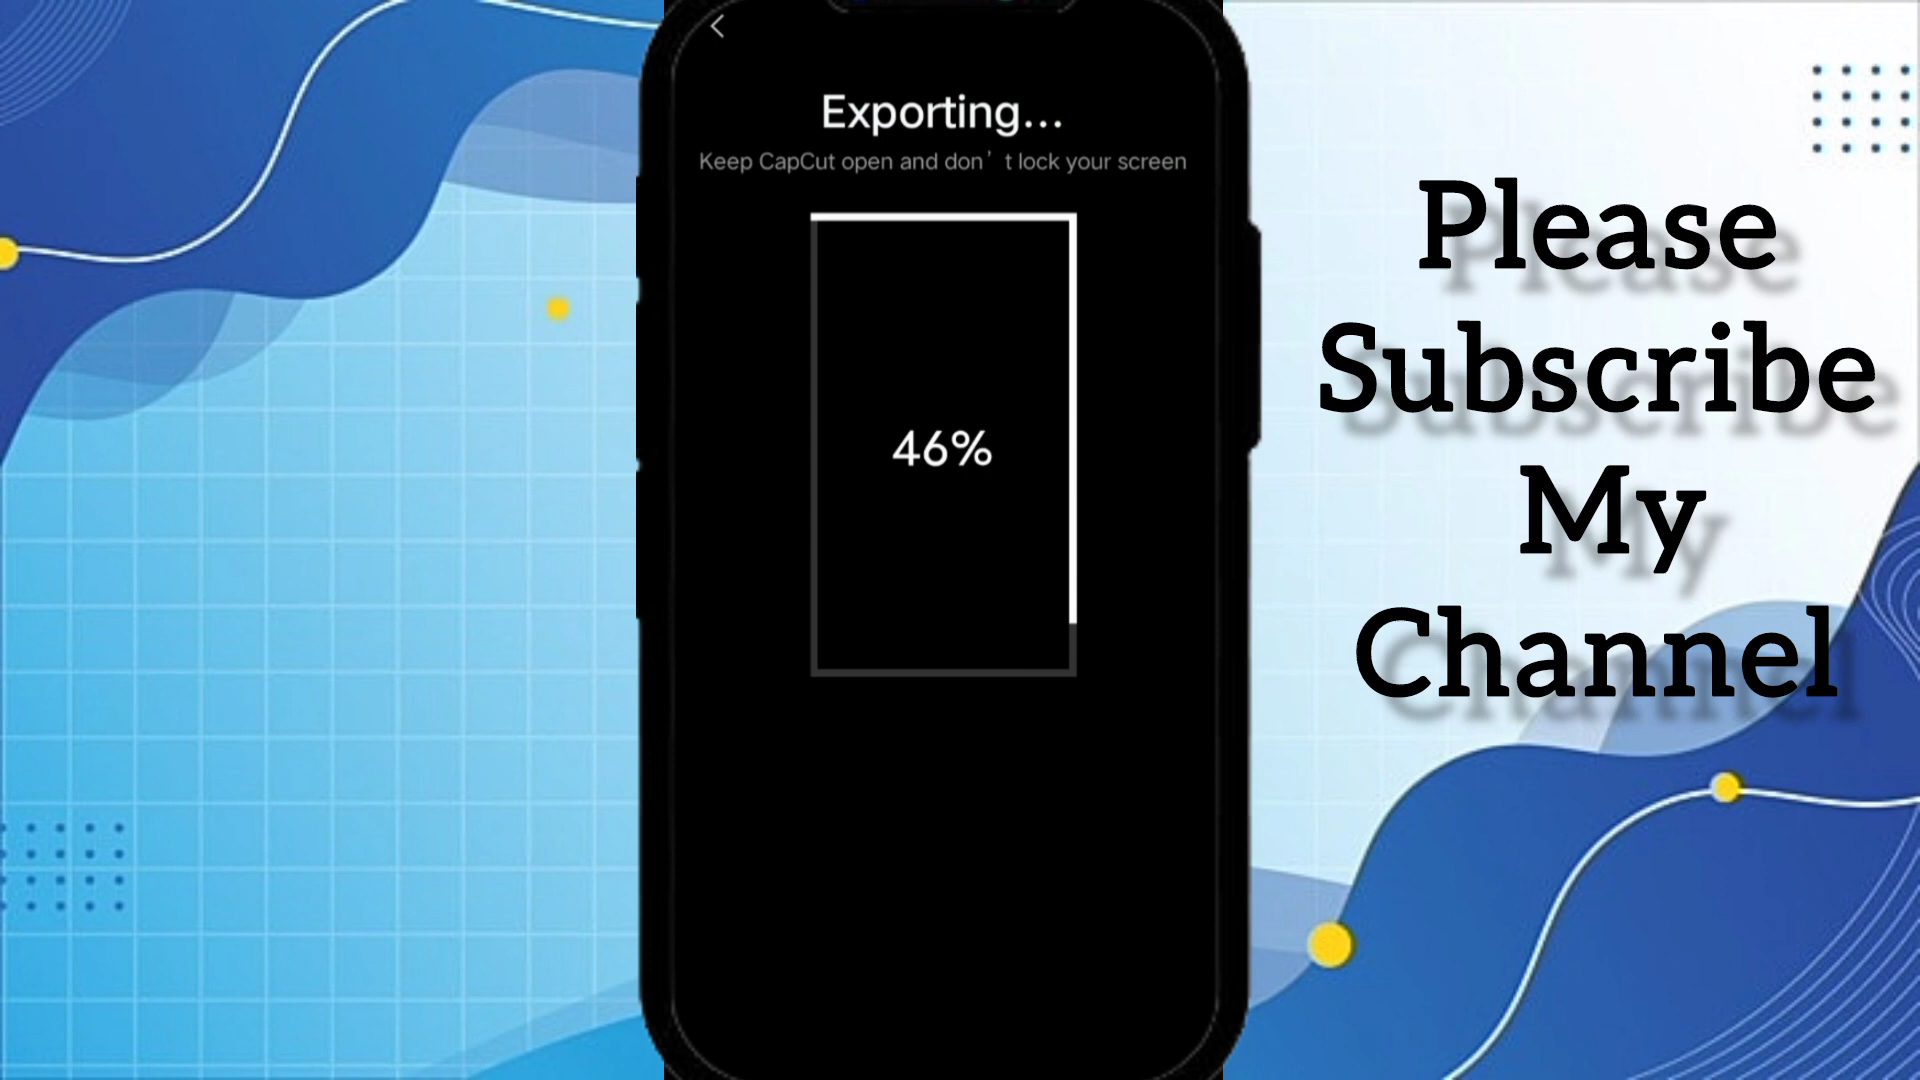 Exporting...
Keep CapCut open and don’t lock your screen
46%
Please
Subscribe
My
Channel